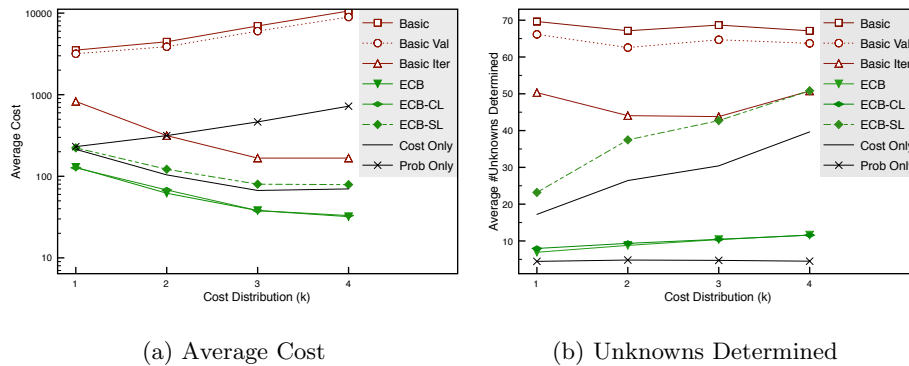 10000
1000
100
10
Average Cost
1
2
3
4
Cost Distribution (k)
Basic
Basic Val
Basic Iter
ECB
ECB-CL
ECB-SL
Cost Only
Prob Only
(a) Average Cost
70
60
50
40
30
20
10
Average #Unknowns Determined
1
2
3
4
Cost Distribution (k)
Basic
Basic Val
Basic Iter
ECB
ECB-CL
ECB-SL
Cost Only
Prob Only
(b) Unknowns Determined